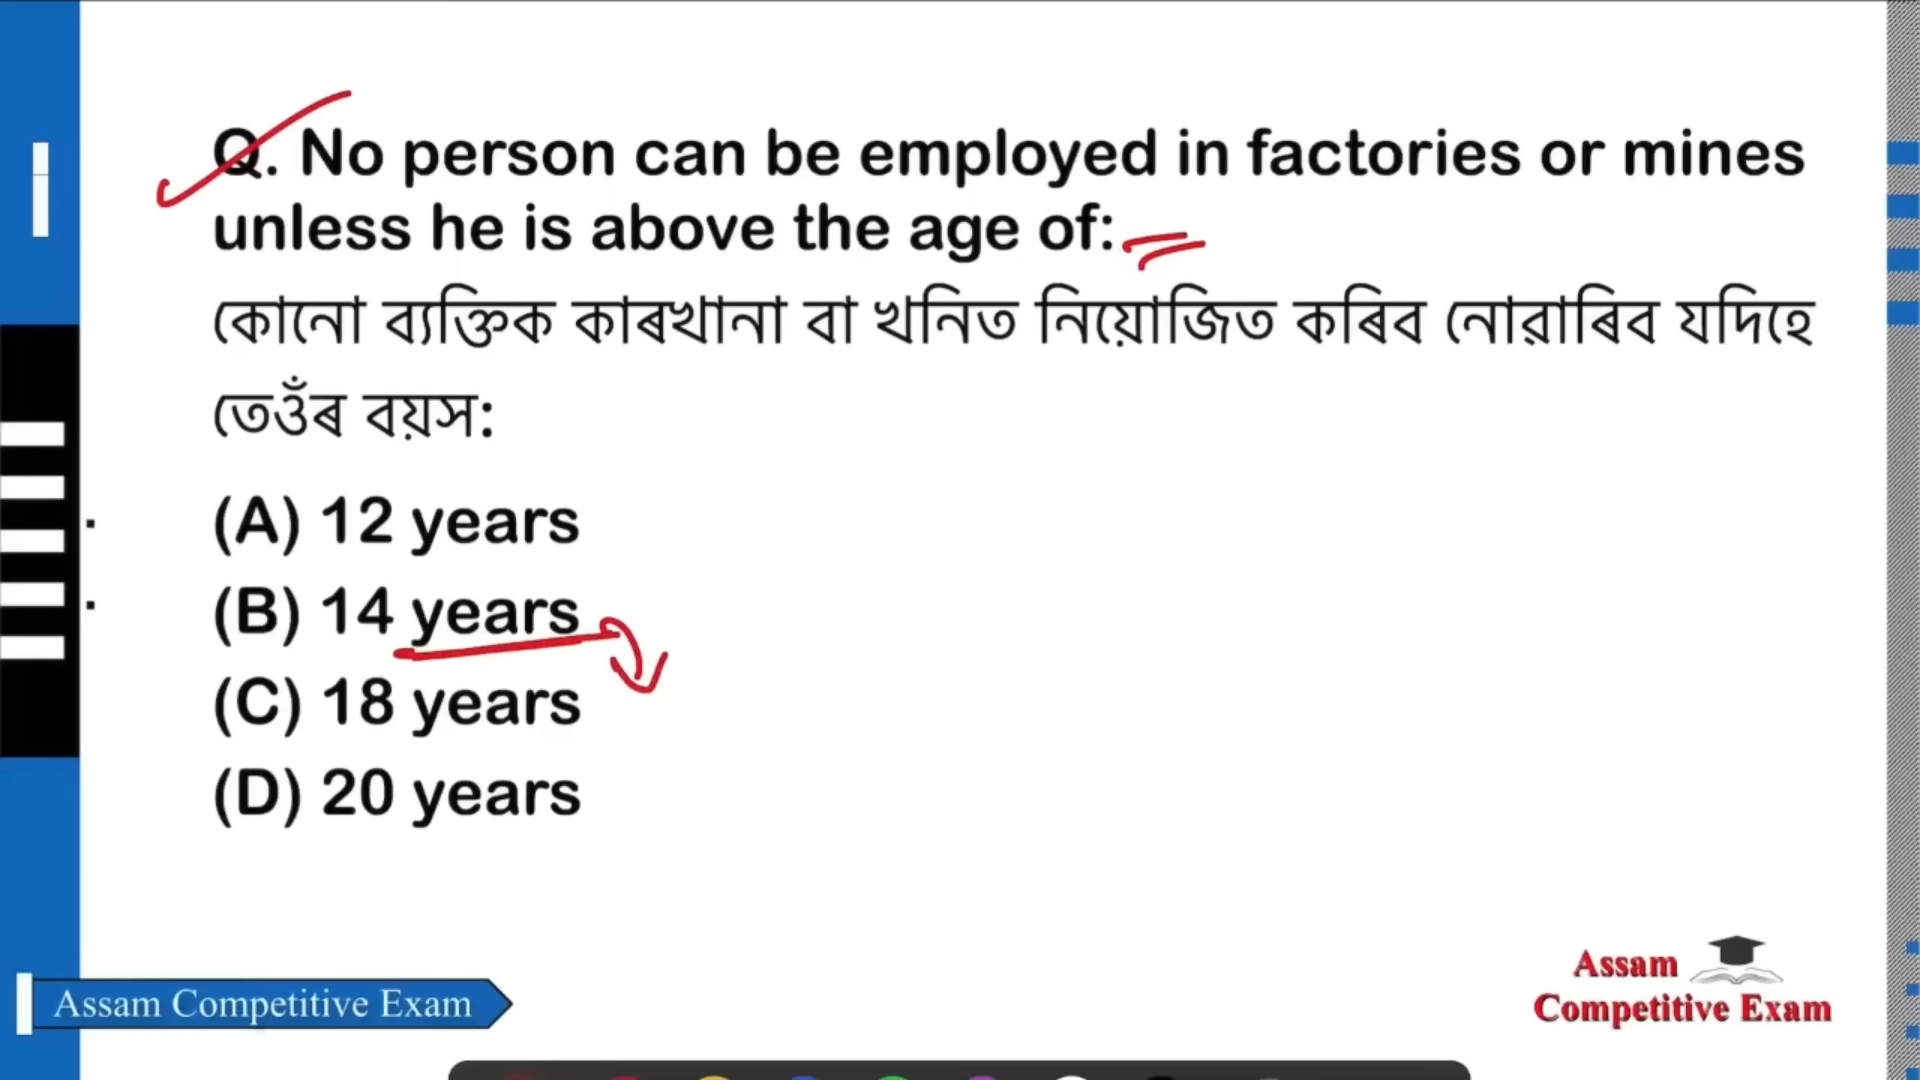 Q. No person can be employed in factories or mines
unless he is above the age of:
কোনো ব্যক্তিক কাৰখানা বা খনিত নিয়োজিত কৰিব নোৱাৰিব যদিহে
তেওঁৰ বয়স:
(A) 12 years
(B) 14 years
(C) 18 years
(D) 20 years
Assam Competitive Exam
Assam
Competitive Exam